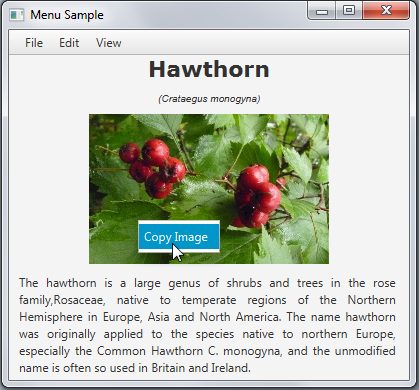 Menu Sample
File Edit View
Hawthorn
(Crataegus monogyna)
Copy Image
The hawthorn is a large genus of shrubs and trees in the rose
family,Rosaceae, native to temperate regions of the Northern
Hemisphere in Europe, Asia and North America. The name hawthorn
was originally applied to the species native to northern Europe,
especially the Common Hawthorn C. monogyna, and the unmodified
name is often so used in Britain and Ireland.